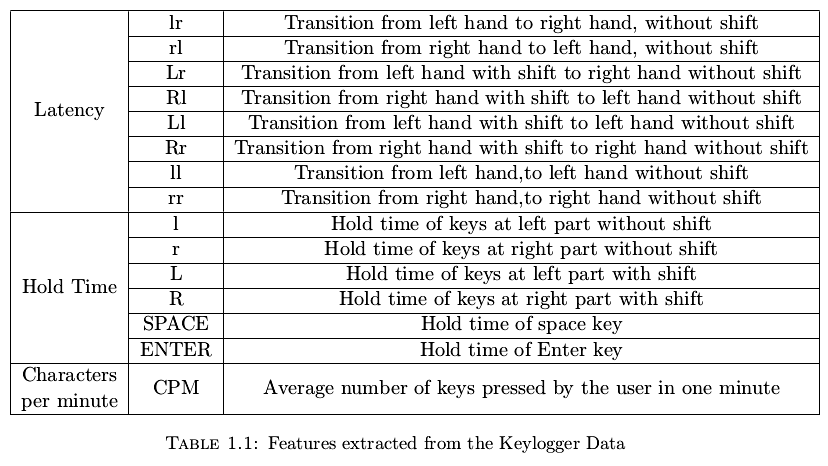 Latency
lr Transition from left hand to right hand, without shift
rl Transition from right hand to left hand, without shift
Lr Transition from left hand with shift to right hand without shift
Rl Transition from right hand with shift to left hand without shift
Ll Transition from left hand with shift to left hand without shift
Rr Transition from right hand with shift to right hand without shift
ll Transition from left hand,to left hand without shift
rr Transition from right hand,to right hand without shift
Hold Time
l Hold time of keys at left part without shift
r Hold time of keys at right part without shift
L Hold time of keys at left part with shift
R Hold time of keys at right part with shift
SPACE Hold time of space key
ENTER Hold time of Enter key
Characters
per minute
CPM Average number of keys pressed by the user in one minute
TABLE 1.1: Features extracted from the Keylogger Data